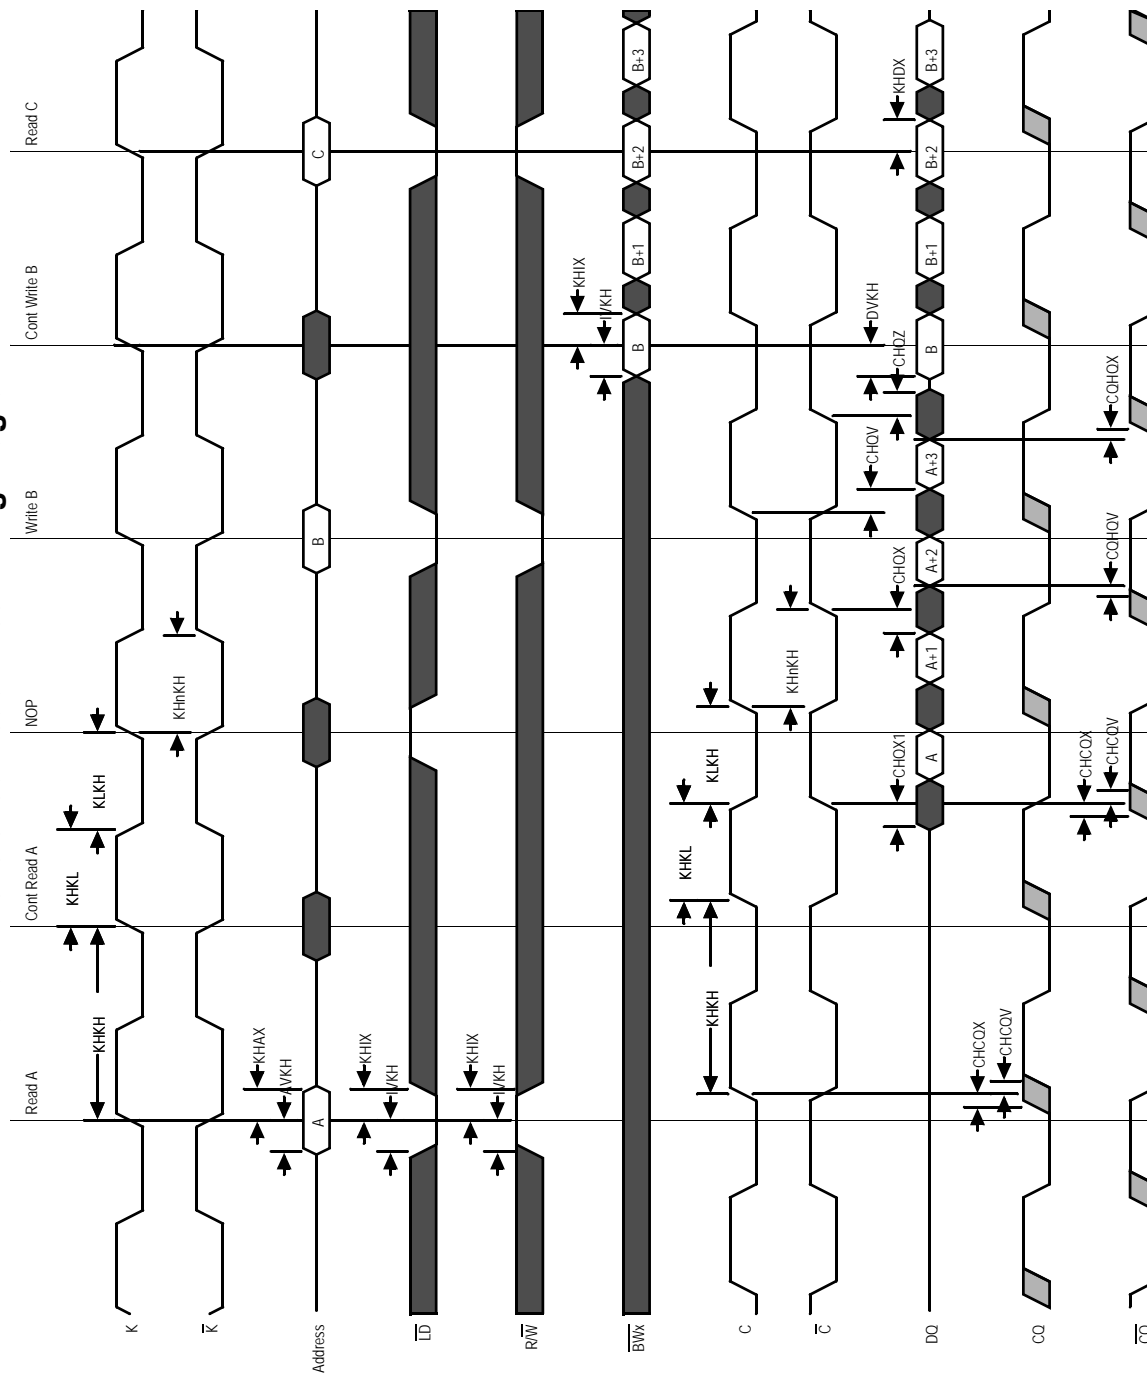 Read A
Cont Read A
NOP
Write B
Cont Write B
Read C
KHKL
KHKH
KLKH
K
KHnKH
K
KHAX
AVKH
Address
A
B
C
KHIX
IVKH
LD
KHIX
IVKH
R/W
KHIX
IVKH
BWx
B
B+1
B+2
B+3
KHKL
KHKH
KLKH
C
KHnKH
C
CHQV
DVKH
CHQX1
CHQX
CHQZ
KHDX
DQ
A
A+1
A+2
A+3
B
B+1
B+2
B+3
CHCQX
CHCQV
CQ
CHCQX
CHCQV
CQHQV
CQHQX
CQ